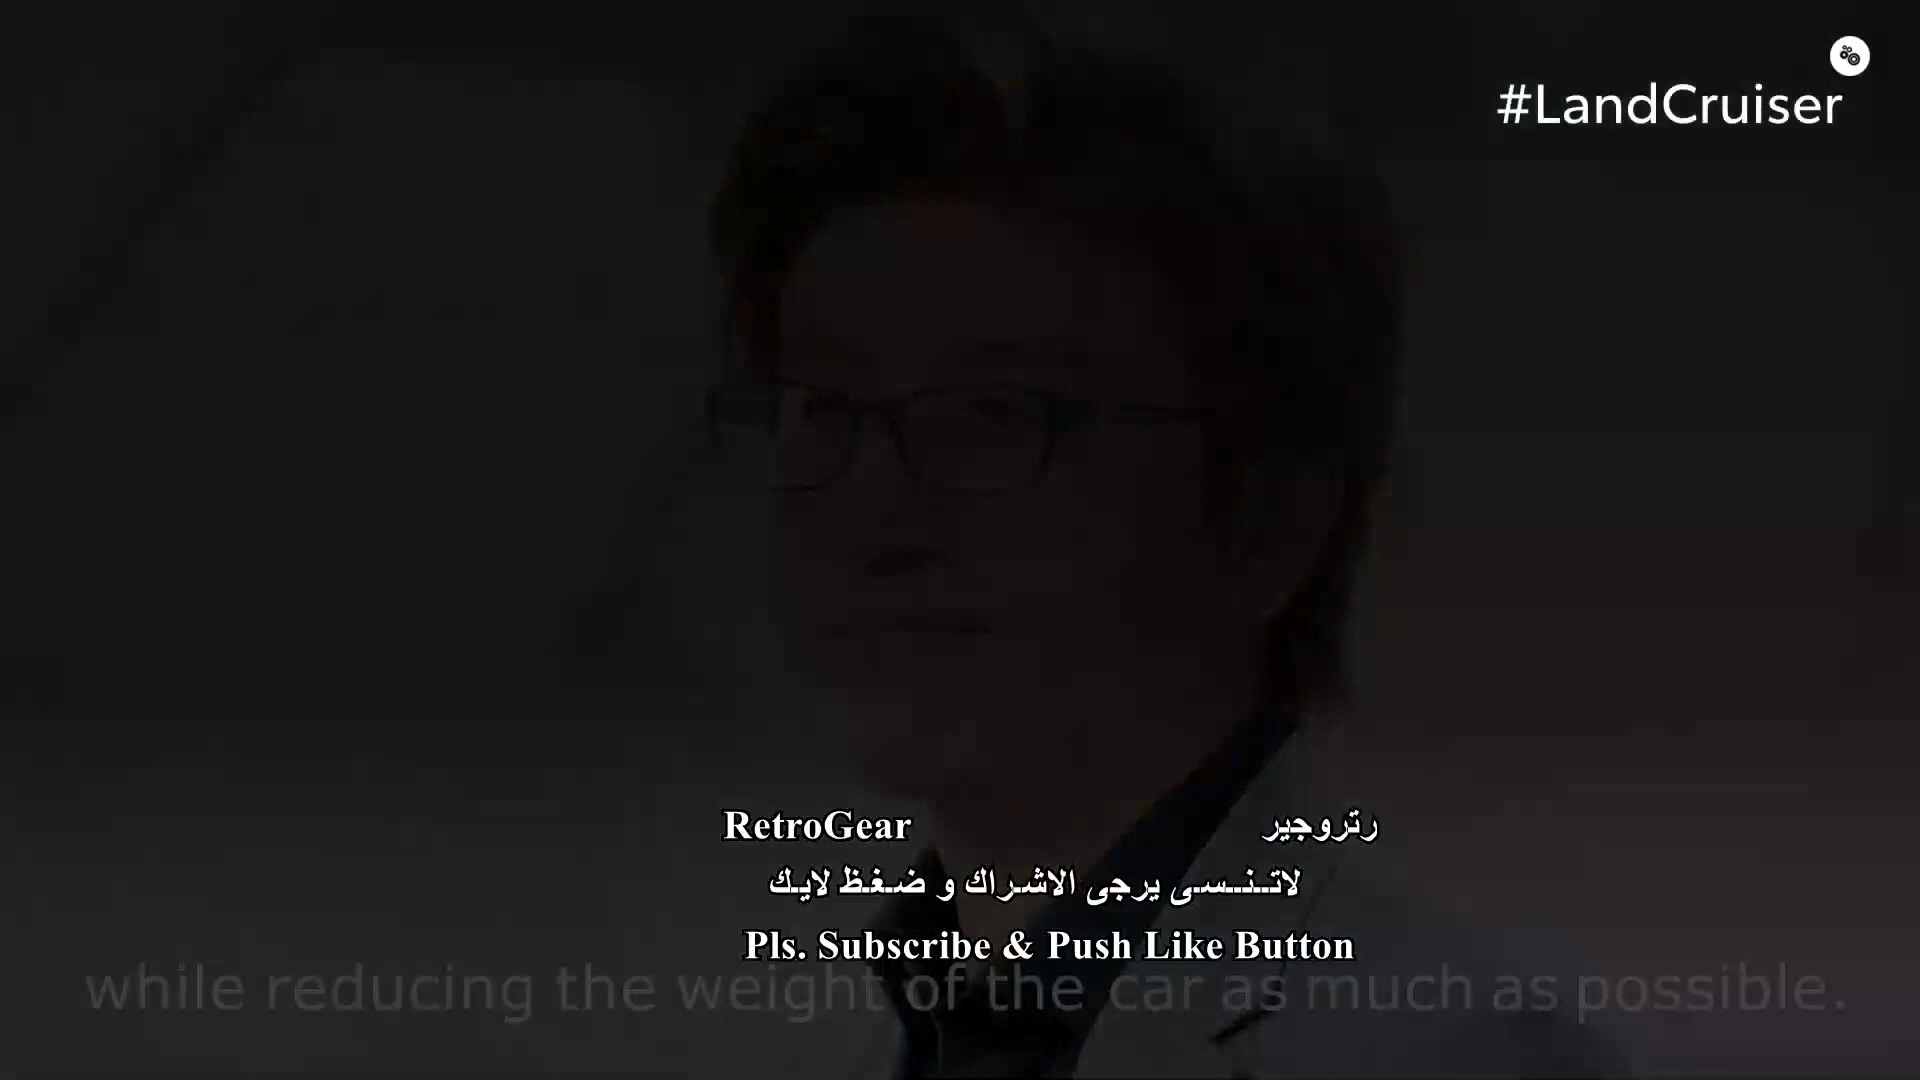 #LandCruiser
RetroGear رتروجير
لاتـنــسـى يرجى الاشـراك و ضـغـظ لايـك
Pls. Subscribe & Push Like Button
while reducing the weight of the car as much as possible.